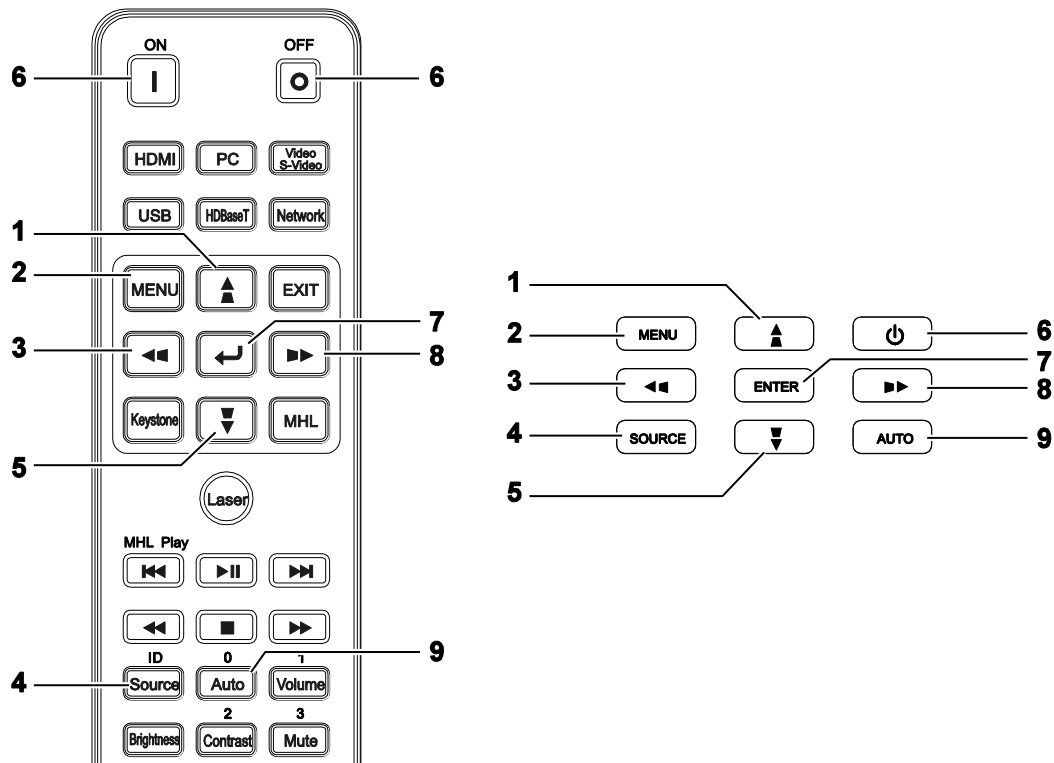 ON OFF
6 6
HDMI PC Video
S-Video
USB HDBaseT Network
1
2 MENU EXIT
3 7
8
Keystone MHL
5
Laser
MHL Play
ID 0 1
9
4 Source Auto Volume
2 3
Brightness Contrast Mute
1
2 MENU 6
7
3 ENTER 8
4 SOURCE AUTO 9
5